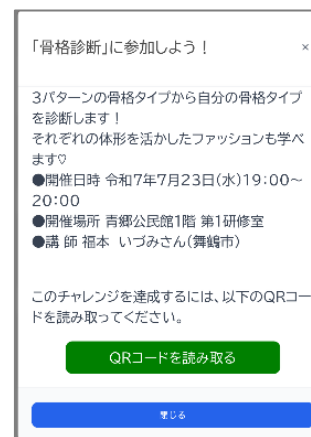 「骨格診断」に参加しよう！ ×
3パターンの骨格タイプから自分の骨格タイプ
を診断します！
それぞれの体形を活かしたファッションも学べ
ます♡
●開催日時 令和7年7月23日(水)19:00～
20:00
●開催場所 青郷公民館1階 第1研修室
●講 師 福本 いづみさん(舞鶴市)
このチャレンジを達成するには、以下のQRコー
ドを読み取ってください。
QRコードを読み取る
閉じる